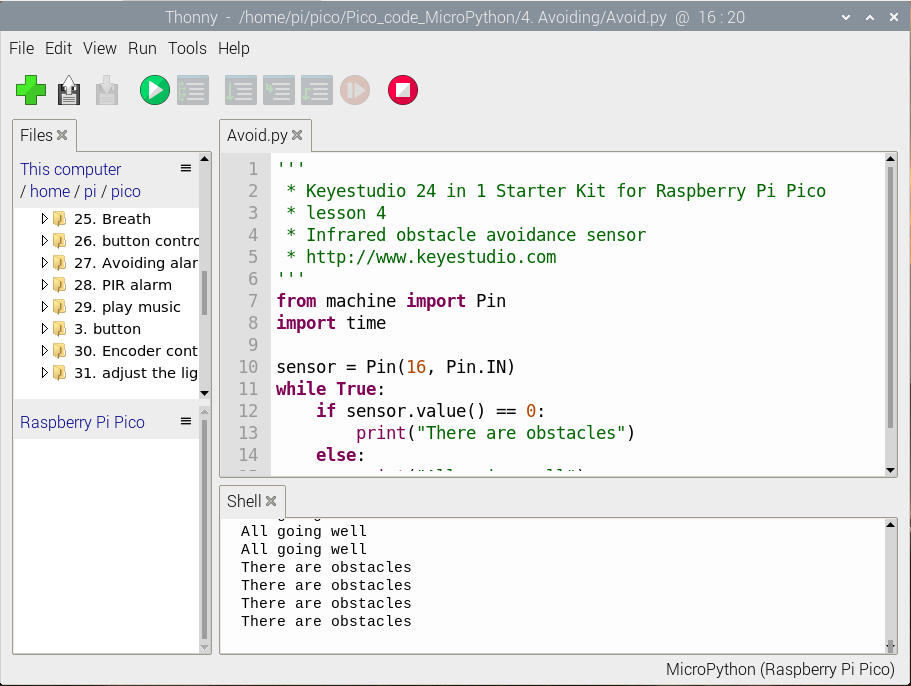 Thonny - /home/pi/pico/Pico_code_MicroPython/4. Avoiding/Avoid.py @ 16 : 20
File Edit View Run Tools Help
Files
This computer
/ home / pi / pico
25. Breath
26. button contro
27. Avoiding alar
28. PIR alarm
29. play music
3. button
30. Encoder cont
31. adjust the lig
Raspberry Pi Pico
Avoid.py
1 '''
2 * Keyestudio 24 in 1 Starter Kit for Raspberry Pi Pico
3 * lesson 4
4 * Infrared obstacle avoidance sensor
5 * http://www.keyestudio.com
6 '''
7 from machine import Pin
8 import time
9
10 sensor = Pin(16, Pin.IN)
11 while True:
12 if sensor.value() == 0:
13 print("There are obstacles")
14 else:
Shell
All going well
All going well
There are obstacles
There are obstacles
There are obstacles
There are obstacles
MicroPython (Raspberry Pi Pico)